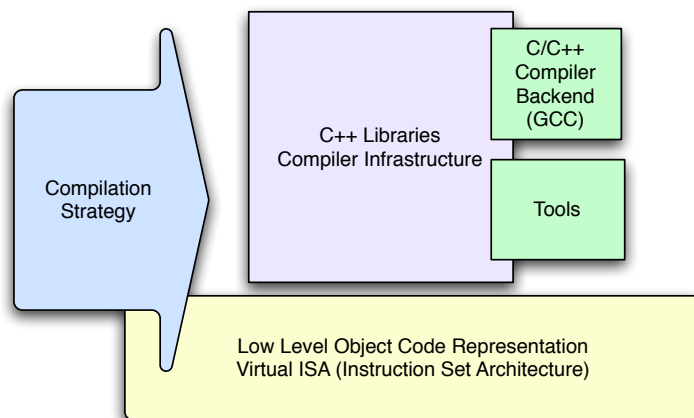 Compilation
Strategy
C++ Libraries
Compiler Infrastructure
C/C++
Compiler
Backend
(GCC)
Tools
Low Level Object Code Representation
Virtual ISA (Instruction Set Architecture)